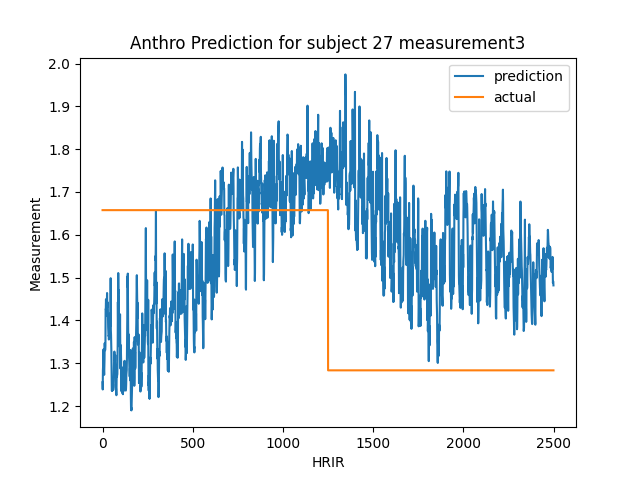 Anthro Prediction for subject 27 measurement3
prediction
actual
2.0
1.9
1.8
1.7
1.6
1.5
1.4
1.3
1.2
Measurement
0 500 1000 1500 2000 2500
HRIR